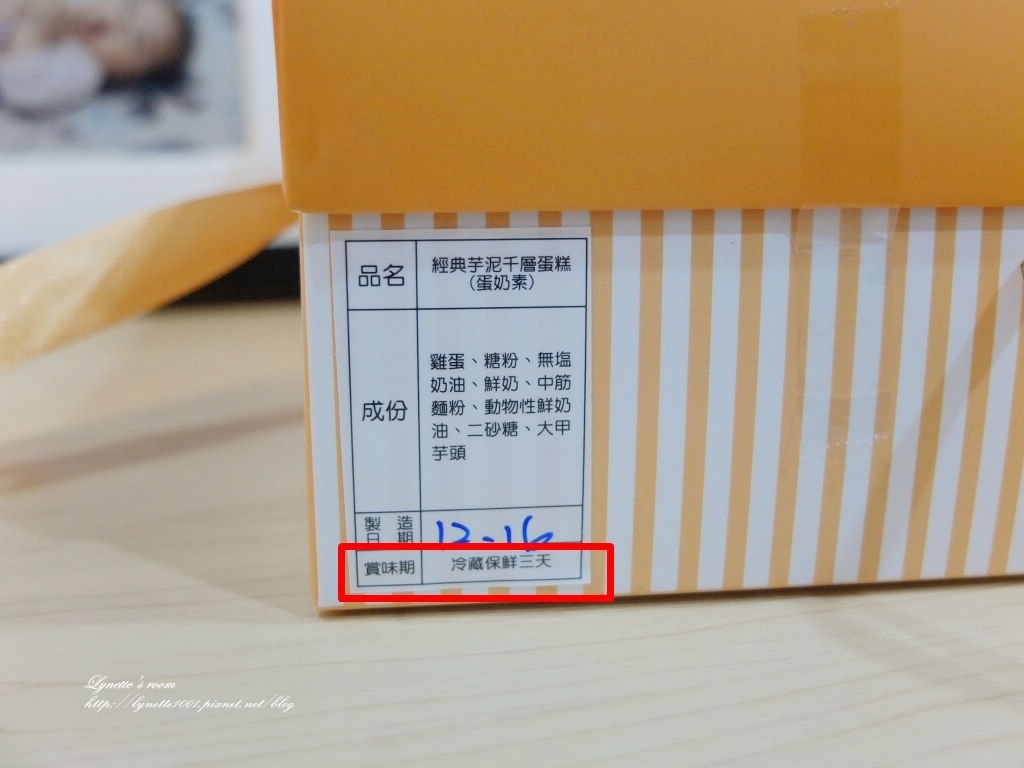 品名
經典芋泥千層蛋糕
(蛋奶素)
成份
雞蛋、糖粉、無塩
奶油、鮮奶、中筋
麵粉、動物性鮮奶
油、二砂糖、大甲
芋頭
製造
日期
賞味期
冷藏保鮮三天
Lynette's room
http://lynette1001.pixnet.net/blog